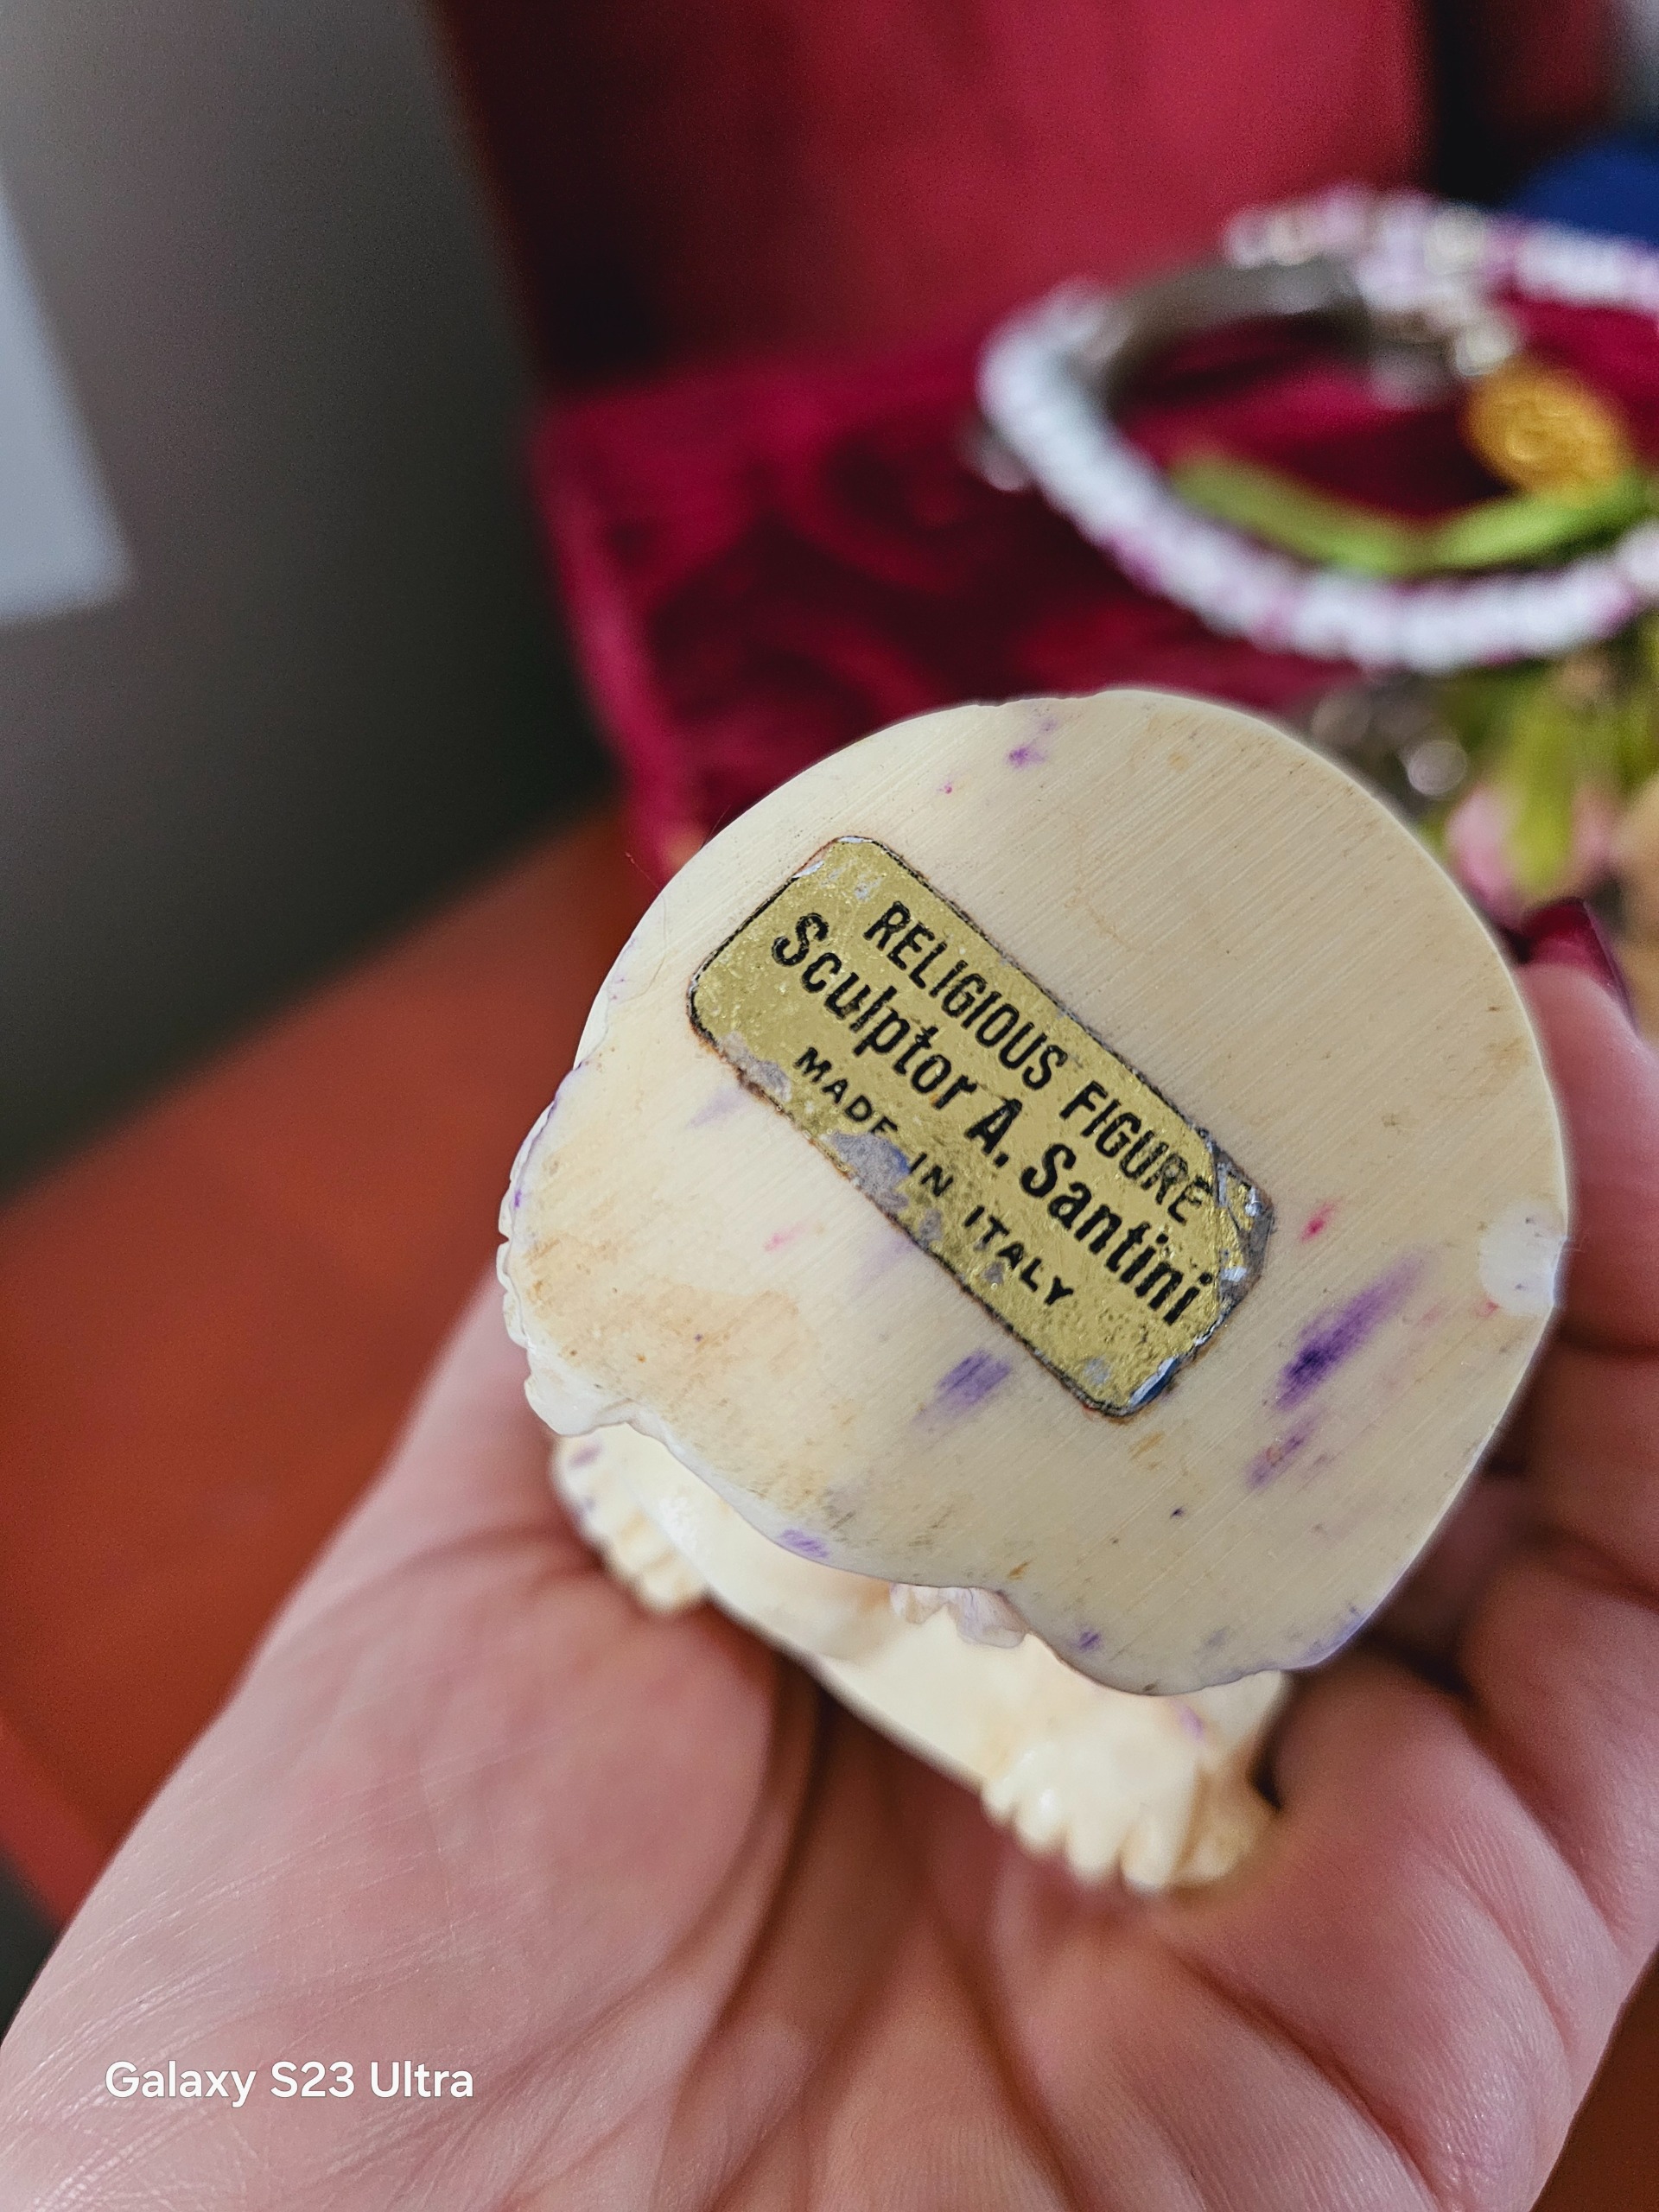 RELIGIOUS FIGURE
Sculptor A. Santini
MADE IN ITALY
Galaxy S23 Ultra